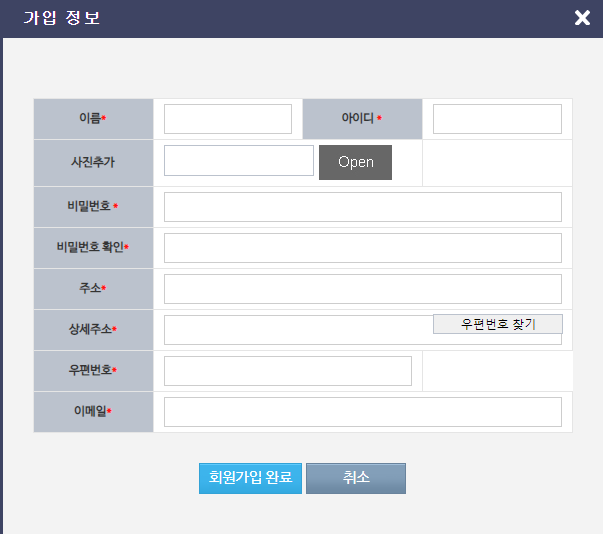 가입 정보
이름* 아이디 *
사진추가 Open
비밀번호 *
비밀번호 확인*
주소*
상세주소* 우편번호 찾기
우편번호*
이메일*
회원가입 완료 취소